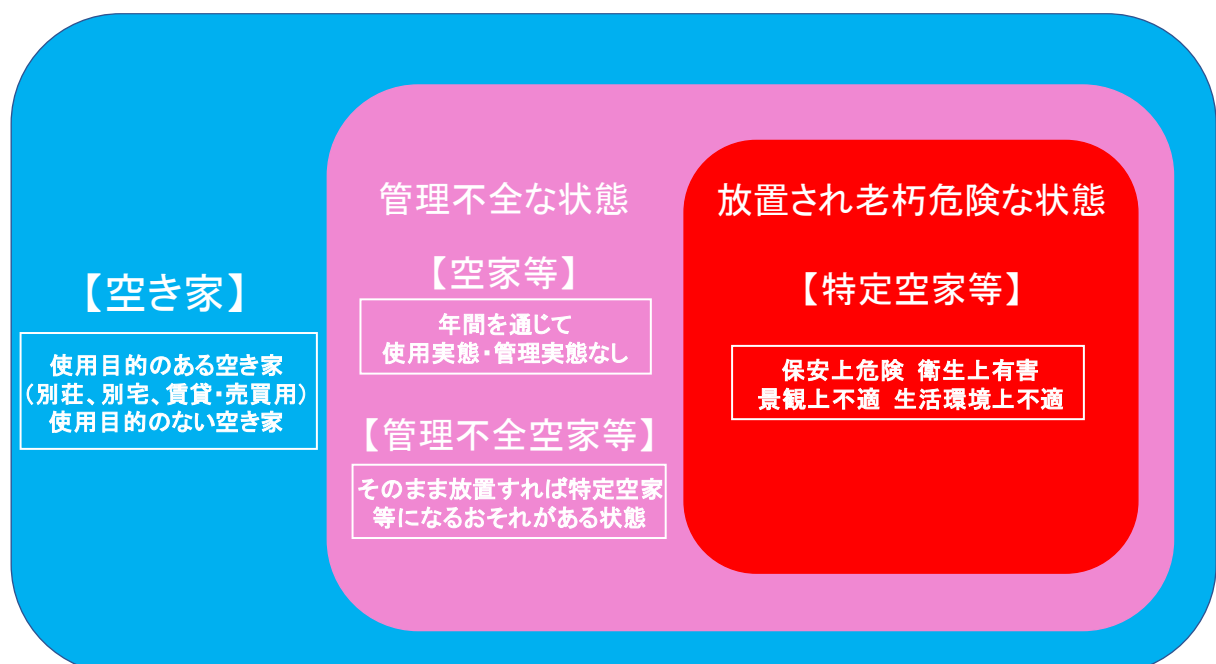 【空き家】
使用目的のある空き家
(別荘、別宅、賃貸・売買用)
使用目的のない空き家
管理不全な状態
【空家等】
年間を通じて
使用実態・管理実態なし
【管理不全空家等】
そのまま放置すれば特定空家
等になるおそれがある状態
放置され老朽危険な状態
【特定空家等】
保安上危険 衛生上有害
景観上不適 生活環境上不適